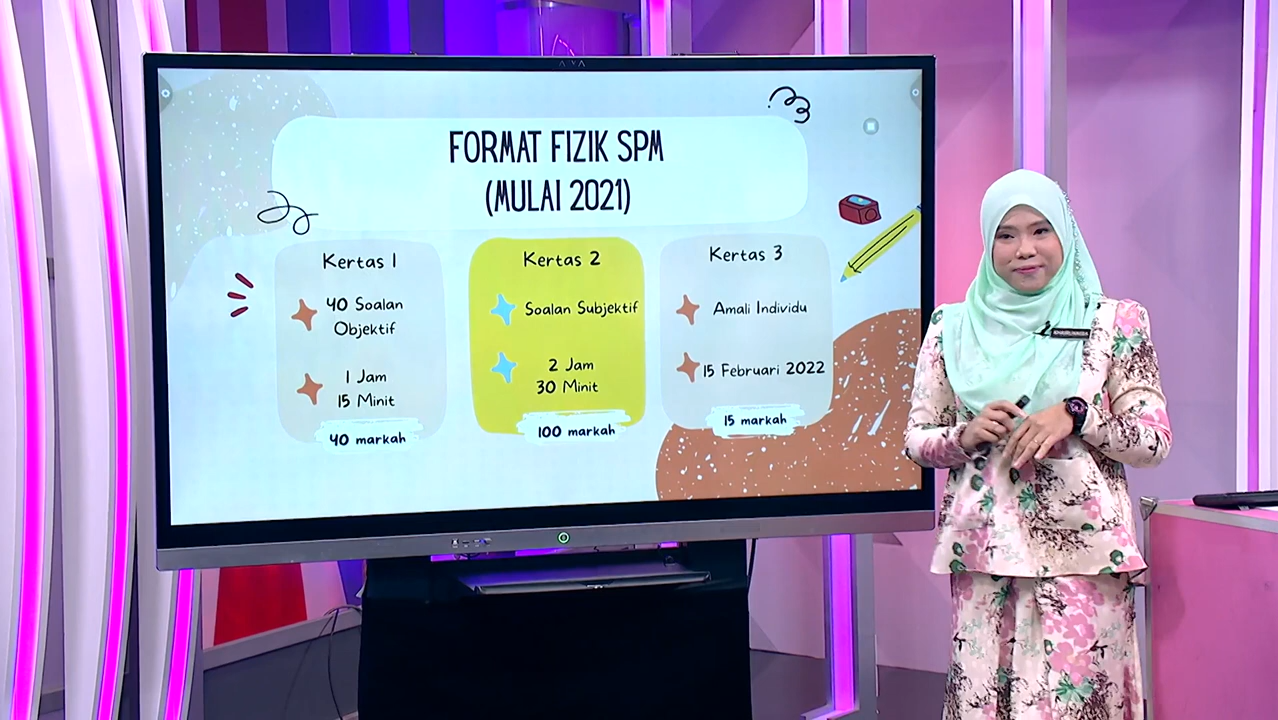 FORMAT FIZIK SPM
(MULAI 2021)
Kertas 1
40 Soalan
Objektif
1 Jam
15 Minit
40 markah
Kertas 2
Soalan Subjektif
2 Jam
30 Minit
100 markah
Kertas 3
Amali Individu
15 Februari 2022
15 markah